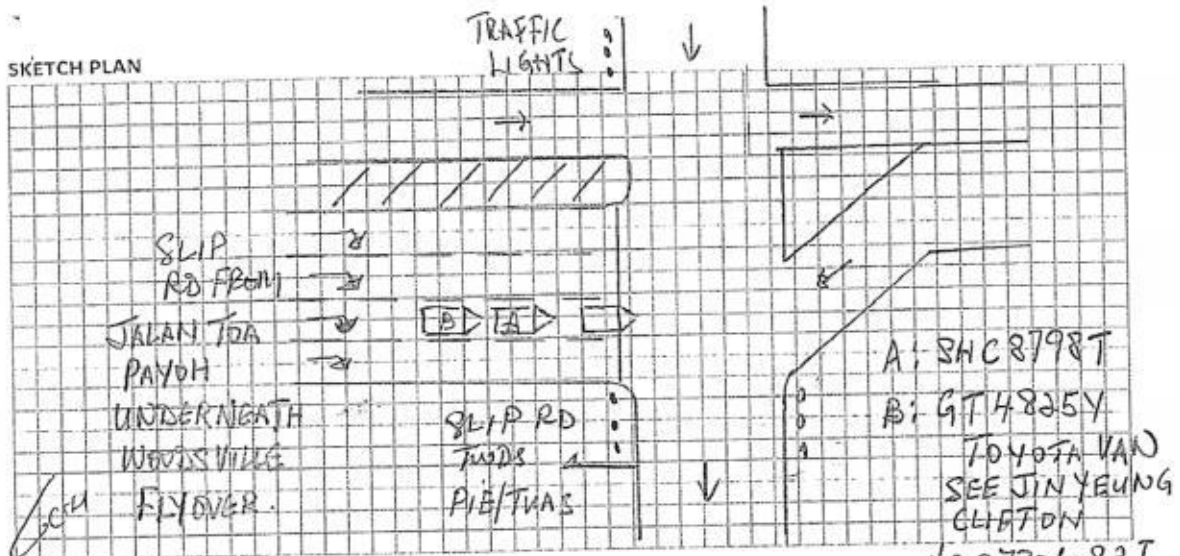 SKETCH PLAN
TRAFFIC
LIGHTS
SLIP
RD FROM
JALAN TOA
PAYOH
UNDERNEATH
WOODSVILLE
FLYOVER.
B
A
SLIP RD
TWDS
PIE/TUAS
A: SHC8798T
B: GT4825Y
TOYOTA VAN
SEE JIN YEUNG
CLIFTON